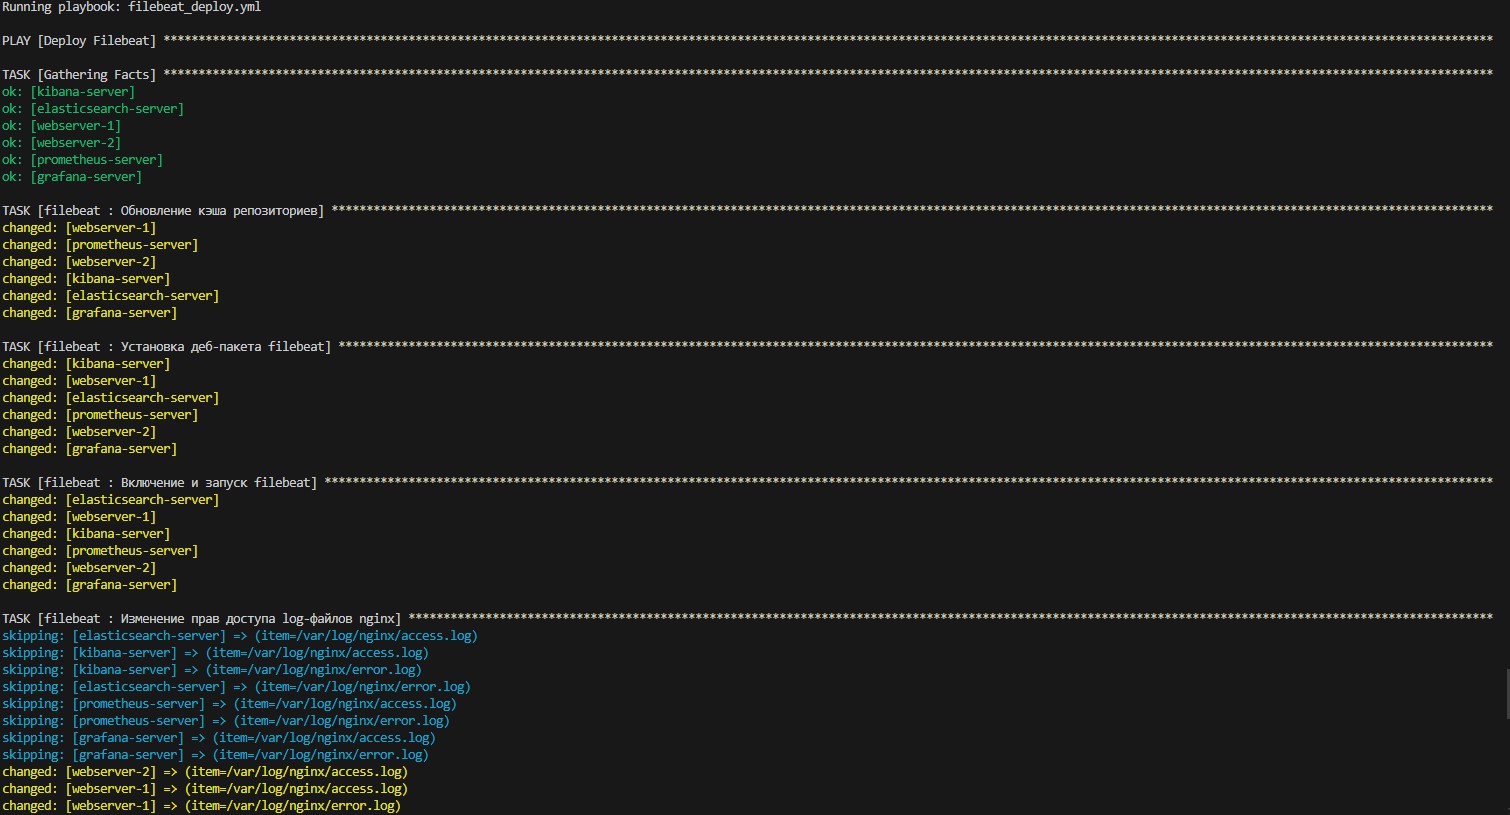 Running playbook: filebeat_deploy.yml
PLAY [Deploy Filebeat] **********************************************************************************************************************************************************************************************
TASK [Gathering Facts] **********************************************************************************************************************************************************************************************
ok: [kibana-server]
ok: [elasticsearch-server]
ok: [webserver-1]
ok: [webserver-2]
ok: [prometheus-server]
ok: [grafana-server]
TASK [filebeat : Обновление кэша репозиториев] **********************************************************************************************************************************************************************
changed: [webserver-1]
changed: [prometheus-server]
changed: [webserver-2]
changed: [kibana-server]
changed: [elasticsearch-server]
changed: [grafana-server]
TASK [filebeat : Установка деб-пакета filebeat] *********************************************************************************************************************************************************************
changed: [kibana-server]
changed: [webserver-1]
changed: [elasticsearch-server]
changed: [prometheus-server]
changed: [webserver-2]
changed: [grafana-server]
TASK [filebeat : Включение и запуск filebeat] ***********************************************************************************************************************************************************************
changed: [elasticsearch-server]
changed: [webserver-1]
changed: [kibana-server]
changed: [prometheus-server]
changed: [webserver-2]
changed: [grafana-server]
TASK [filebeat : Изменение прав доступа log-файлов nginx] ***********************************************************************************************************************************************************
skipping: [elasticsearch-server] => (item=/var/log/nginx/access.log)
skipping: [kibana-server] => (item=/var/log/nginx/access.log)
skipping: [kibana-server] => (item=/var/log/nginx/error.log)
skipping: [elasticsearch-server] => (item=/var/log/nginx/error.log)
skipping: [prometheus-server] => (item=/var/log/nginx/access.log)
skipping: [prometheus-server] => (item=/var/log/nginx/error.log)
skipping: [grafana-server] => (item=/var/log/nginx/access.log)
skipping: [grafana-server] => (item=/var/log/nginx/error.log)
changed: [webserver-2] => (item=/var/log/nginx/access.log)
changed: [webserver-1] => (item=/var/log/nginx/access.log)
changed: [webserver-1] => (item=/var/log/nginx/error.log)